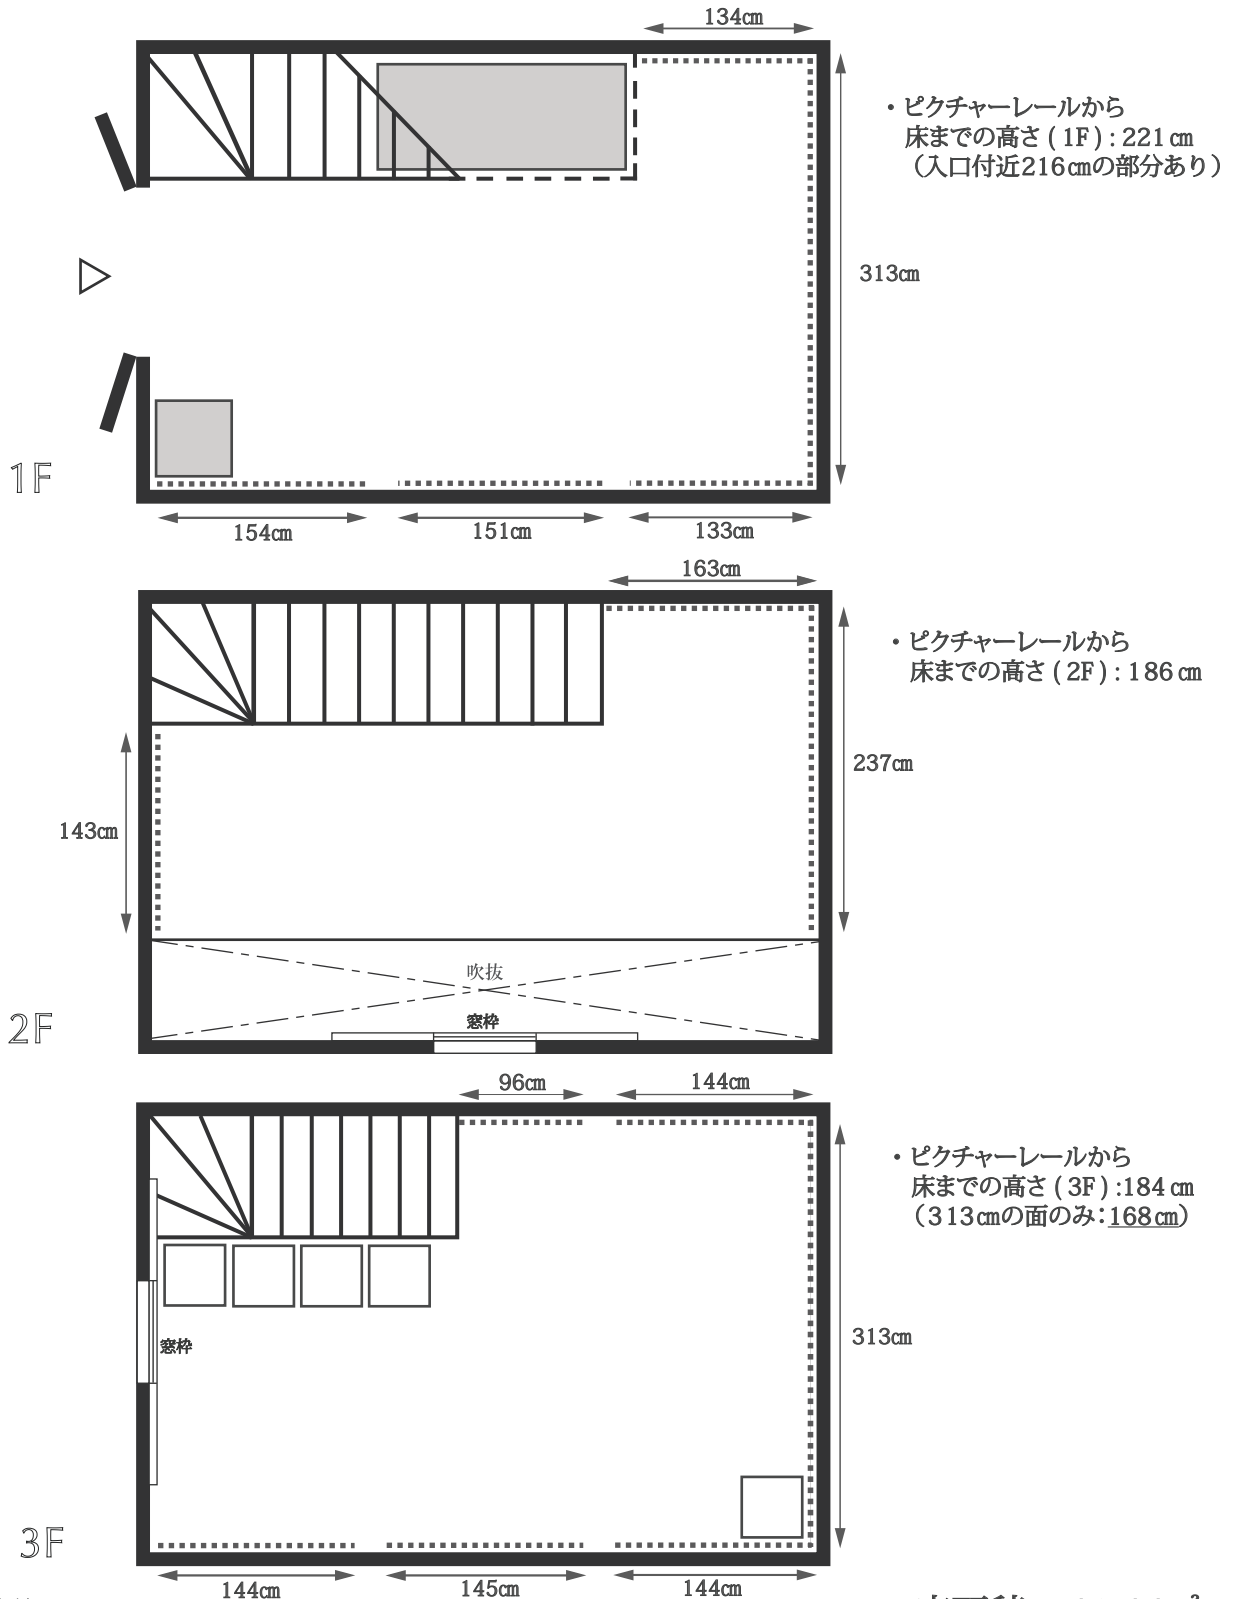 134㎝
・ピクチャーレールから
床までの高さ(1F):221㎝
（入口付近216㎝の部分あり）
313㎝
1F
154㎝
151㎝
133㎝
163㎝
・ピクチャーレールから
床までの高さ(2F):186㎝
237㎝
143㎝
吹抜
窓枠
2F
96㎝
144㎝
・ピクチャーレールから
床までの高さ(3F):184㎝
（313㎝の面のみ:168㎝）
313㎝
窓枠
3F
144㎝
145㎝
144㎝